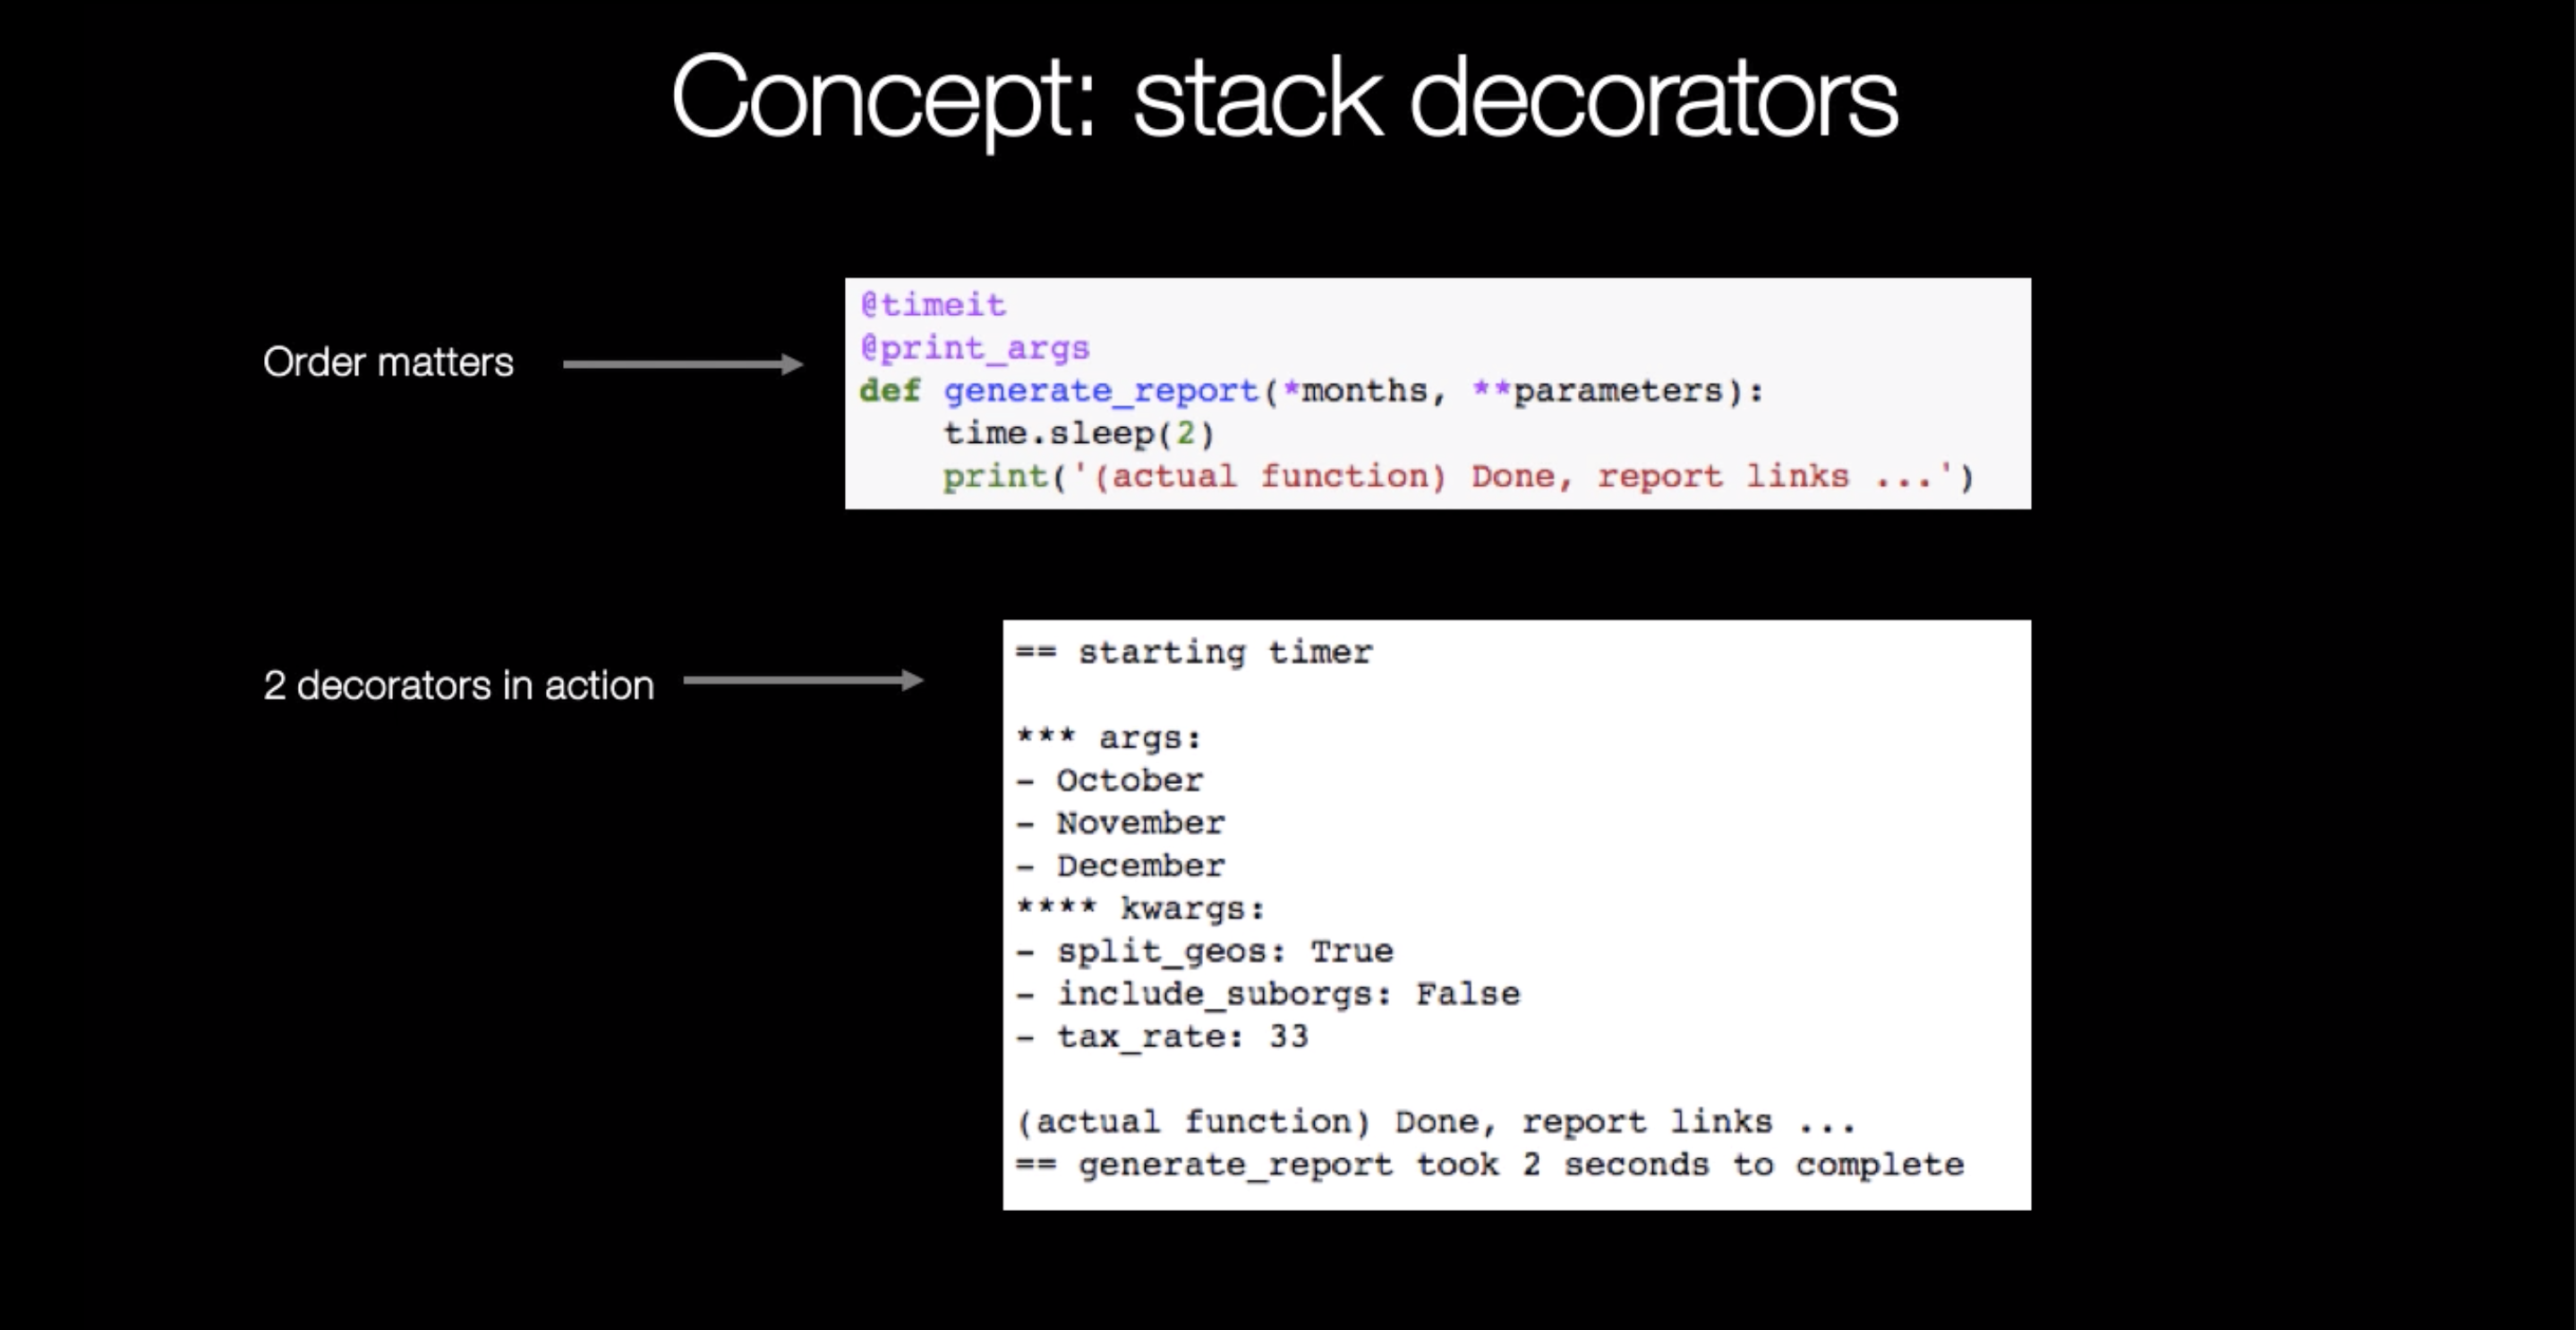 Concept: stack decorators
Order matters
@timeit
@print_args
def generate_report(*months, **parameters):
    time.sleep(2)
    print('(actual function) Done, report links ...')
2 decorators in action
== starting timer
*** args:
- October
- November
- December
**** kwargs:
- split_geos: True
- include_suborgs: False
- tax_rate: 33
(actual function) Done, report links ...
== generate_report took 2 seconds to complete